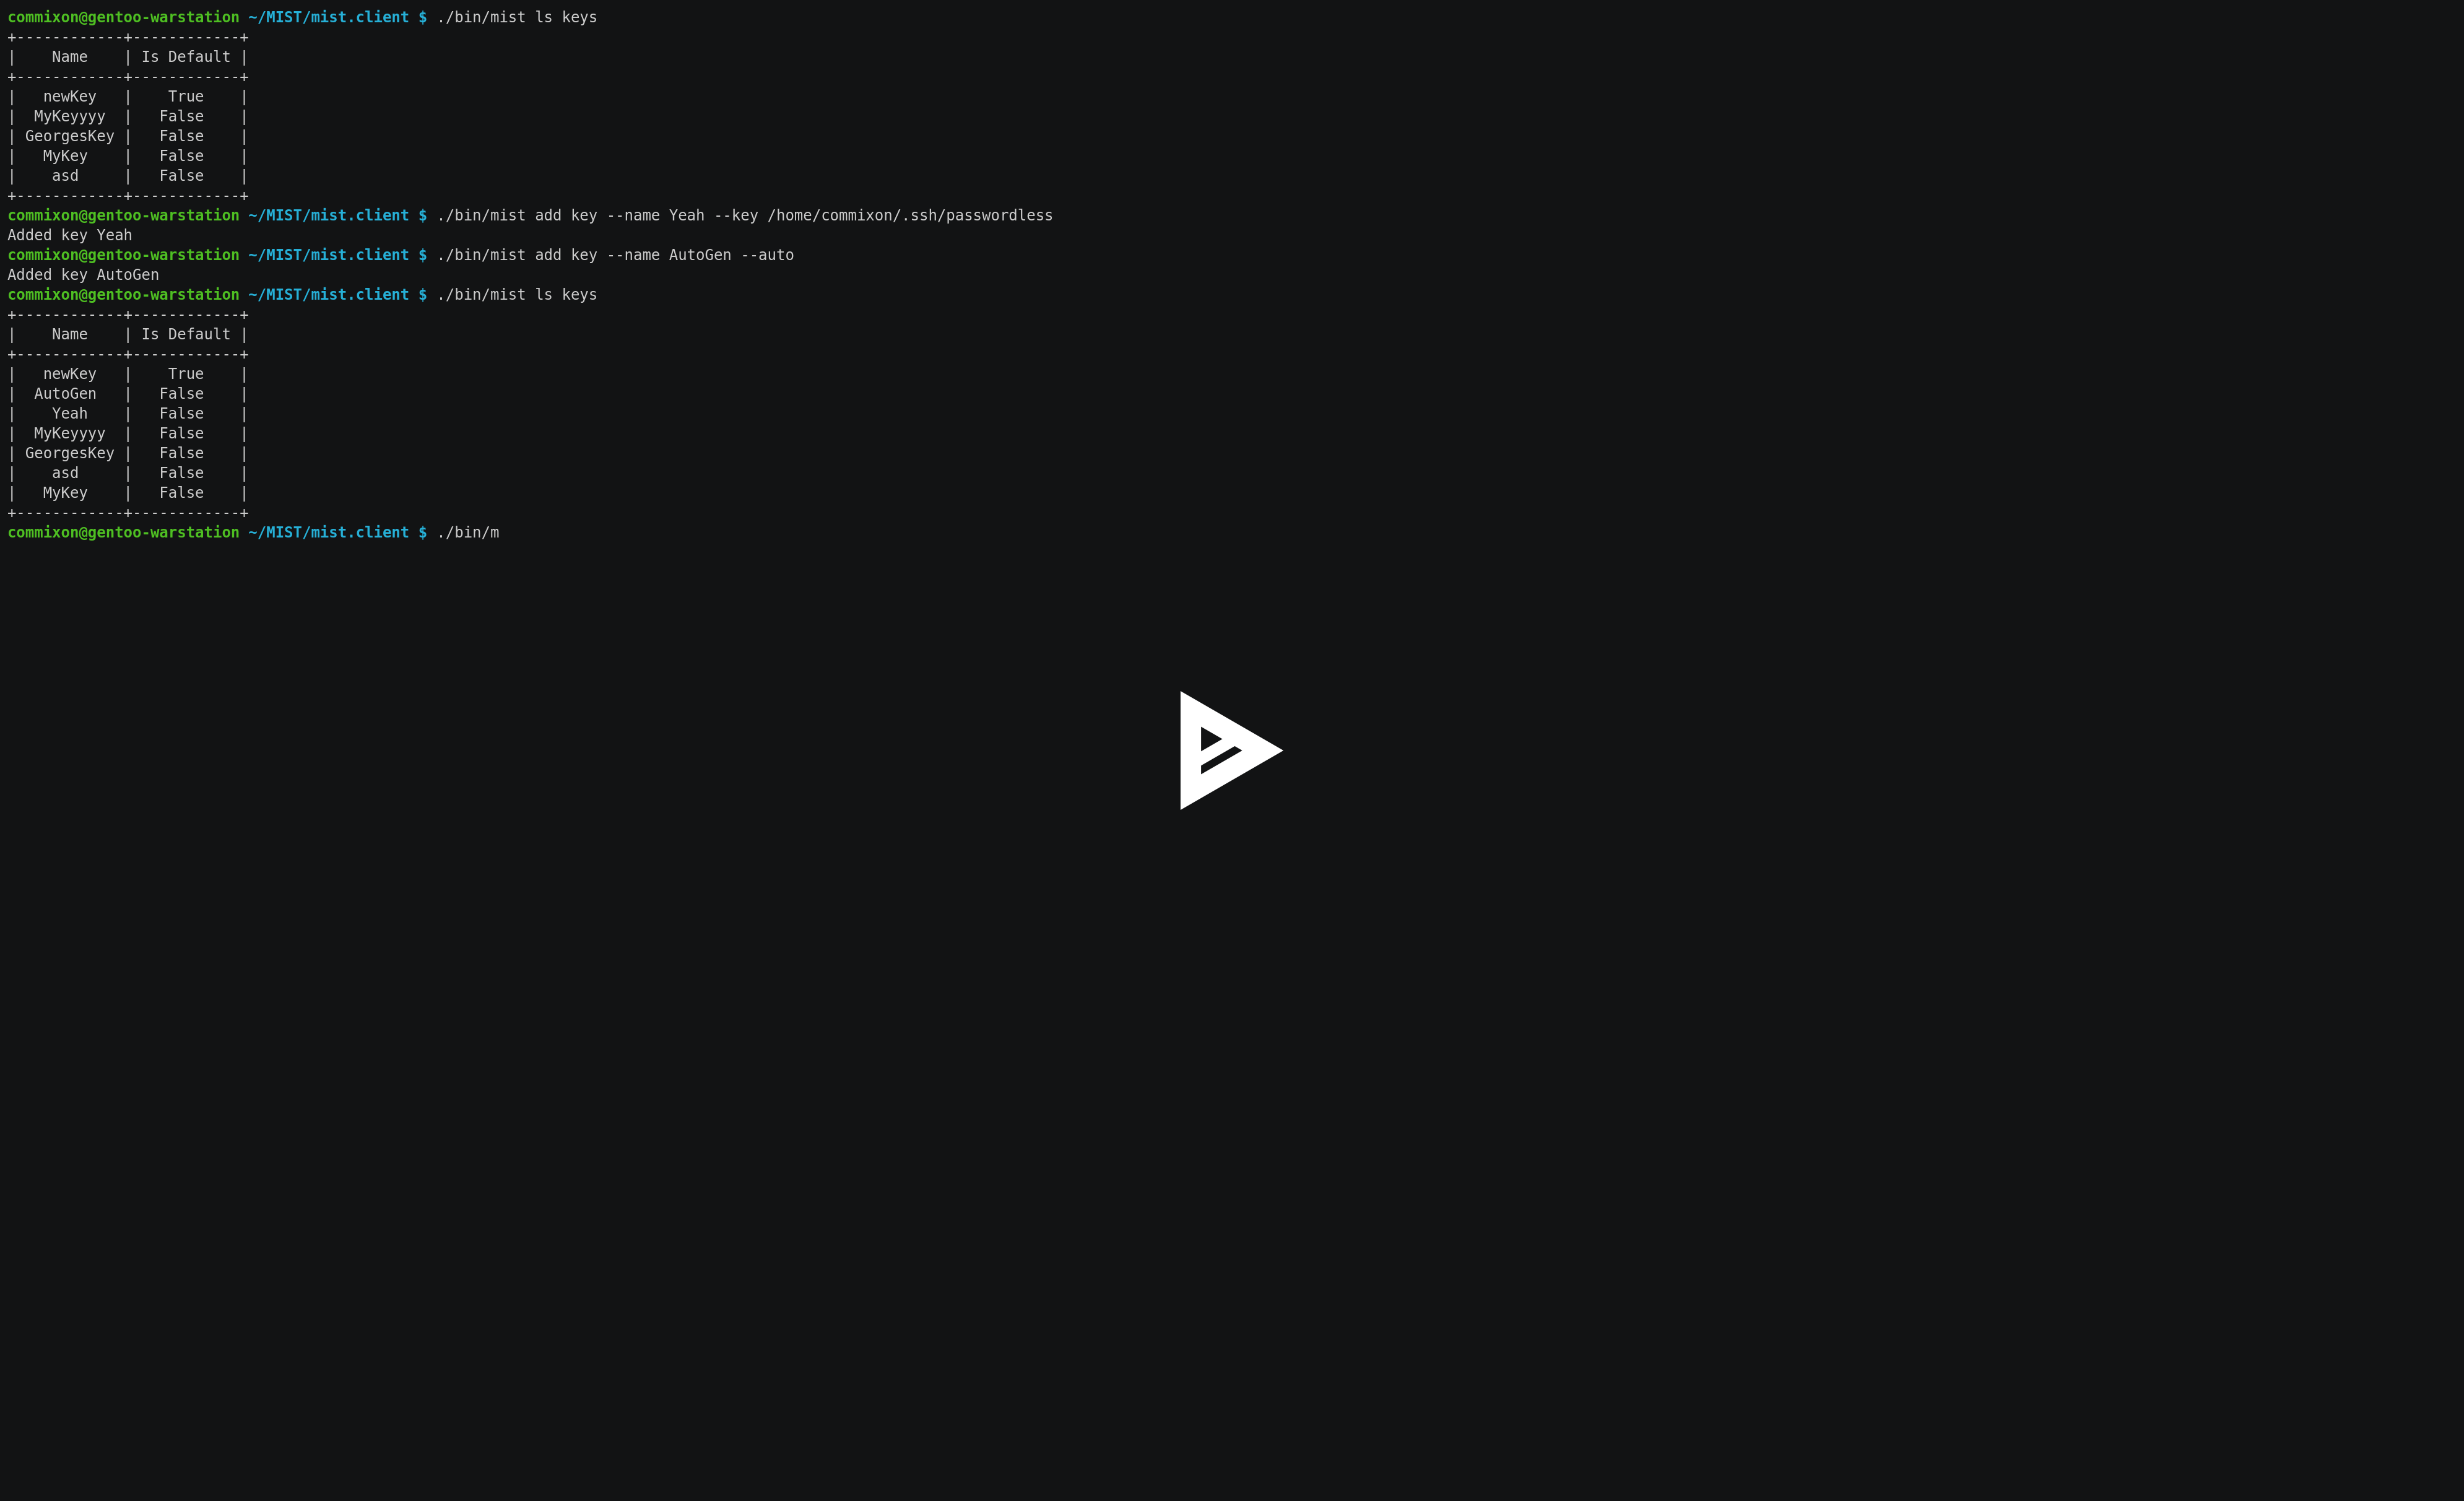 commixon@gentoo-warstation ~/MIST/mist.client $ ./bin/mist ls keys
+------------+------------+
|    Name    | Is Default |
+------------+------------+
|   newKey   |    True    |
|  MyKeyyyy  |   False    |
| GeorgesKey |   False    |
|   MyKey    |   False    |
|    asd     |   False    |
+------------+------------+
commixon@gentoo-warstation ~/MIST/mist.client $ ./bin/mist add key --name Yeah --key /home/commixon/.ssh/passwordless
Added key Yeah
commixon@gentoo-warstation ~/MIST/mist.client $ ./bin/mist add key --name AutoGen --auto
Added key AutoGen
commixon@gentoo-warstation ~/MIST/mist.client $ ./bin/mist ls keys
+------------+------------+
|    Name    | Is Default |
+------------+------------+
|   newKey   |    True    |
|  AutoGen   |   False    |
|    Yeah    |   False    |
|  MyKeyyyy  |   False    |
| GeorgesKey |   False    |
|    asd     |   False    |
|   MyKey    |   False    |
+------------+------------+
commixon@gentoo-warstation ~/MIST/mist.client $ ./bin/m